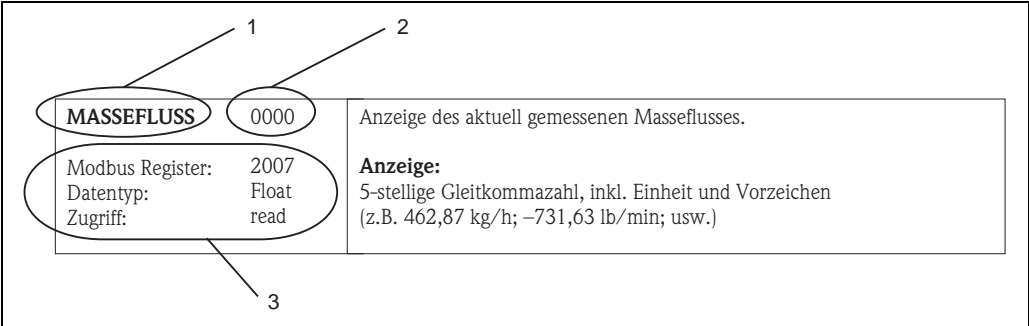 1 2
MASSEFLUSS 0000 Anzeige des aktuell gemessenen Masseflusses.
Modbus Register: 2007 Anzeige:
Datentyp: Float 5-stellige Gleitkommazahl, inkl. Einheit und Vorzeichen
Zugriff: read (z.B. 462,87 kg/h; –731,63 lb/min; usw.)
3